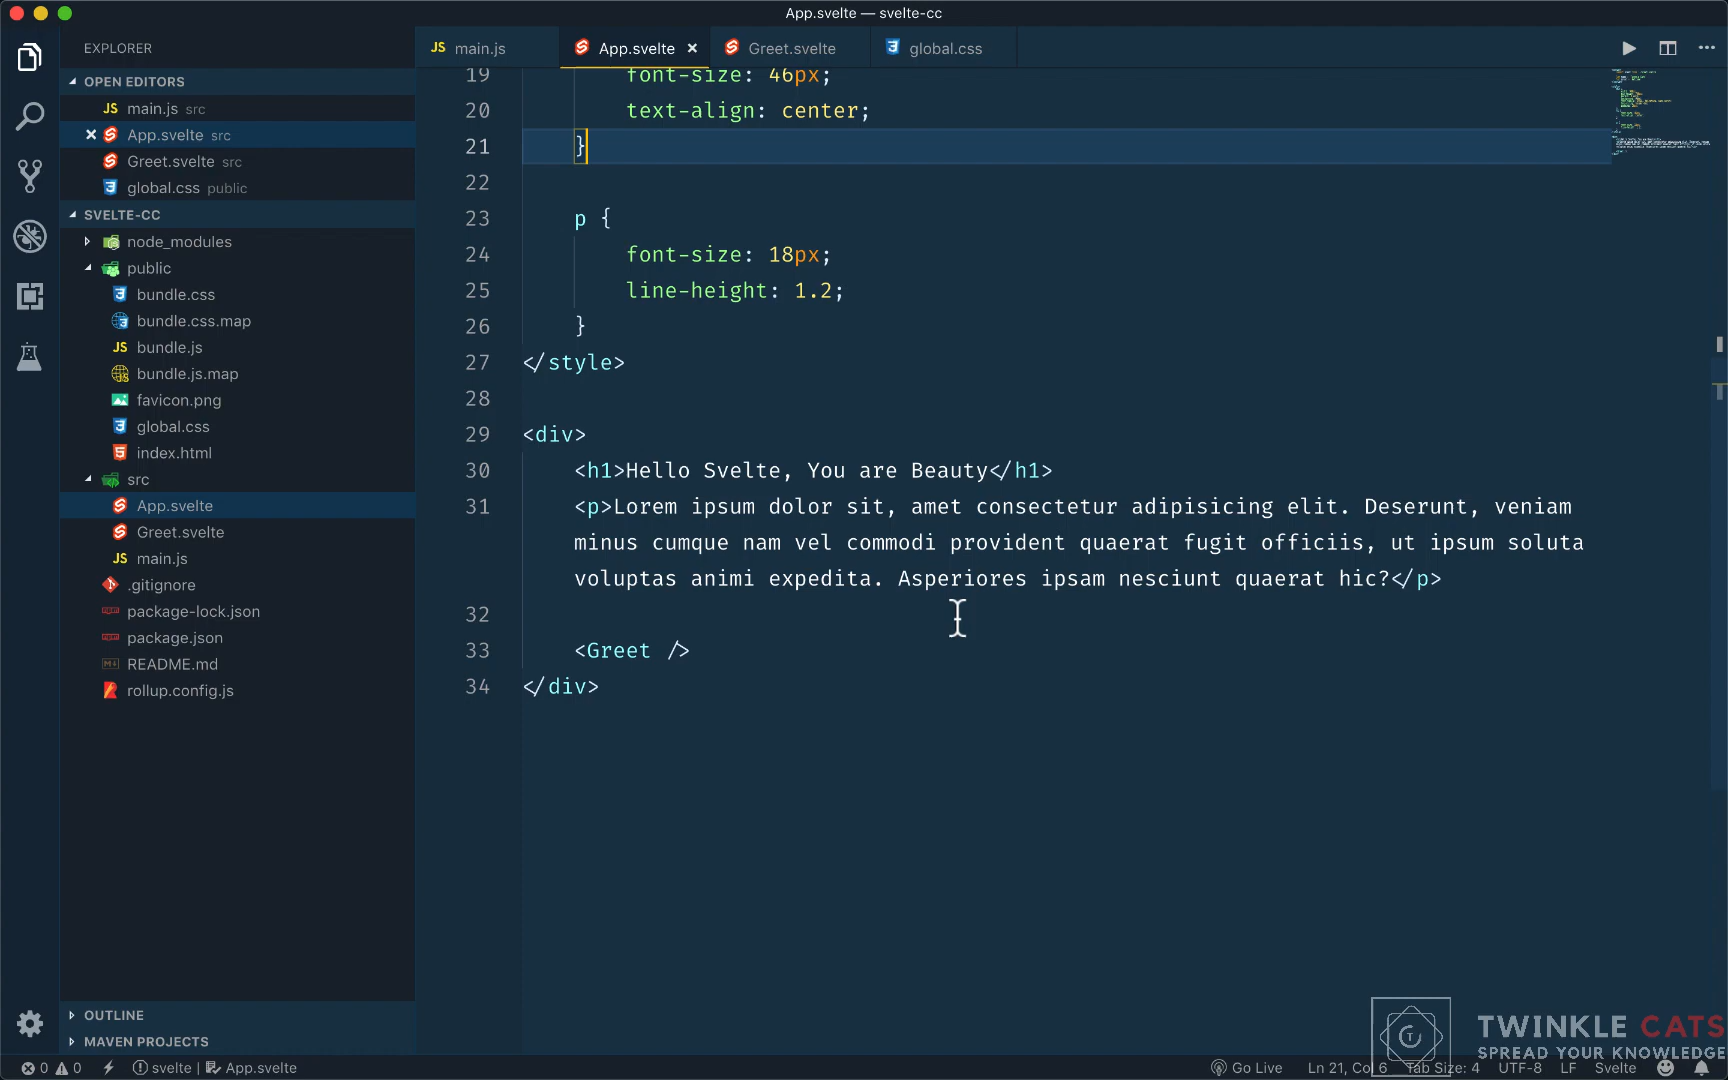 App.svelte — svelte-cc
EXPLORER
OPEN EDITORS
JS main.js src
App.svelte src
Greet.svelte src
global.css public
SVELTE-CC
node_modules
public
bundle.css
bundle.css.map
JS bundle.js
bundle.js.map
favicon.png
global.css
index.html
src
App.svelte
Greet.svelte
JS main.js
.gitignore
package-lock.json
package.json
README.md
rollup.config.js
OUTLINE
MAVEN PROJECTS
JS main.js
App.svelte
Greet.svelte
global.css
19 font-size: 46px;
20 text-align: center;
21 }
22
23 p {
24 font-size: 18px;
25 line-height: 1.2;
26 }
27 </style>
28
29 <div>
30 <h1>Hello Svelte, You are Beauty</h1>
31 <p>Lorem ipsum dolor sit, amet consectetur adipisicing elit. Deserunt, veniam
minus cumque nam vel commodi provident quaerat fugit officiis, ut ipsum soluta
voluptas animi expedita. Asperiores ipsam nesciunt quaerat hic?</p>
32
33 <Greet />
34 </div>
TWINKLE CATS
SPREAD YOUR KNOWLEDGE
0 0 svelte | App.svelte
Go Live Ln 21, Col 6 Tab Size: 4 UTF-8 LF Svelte